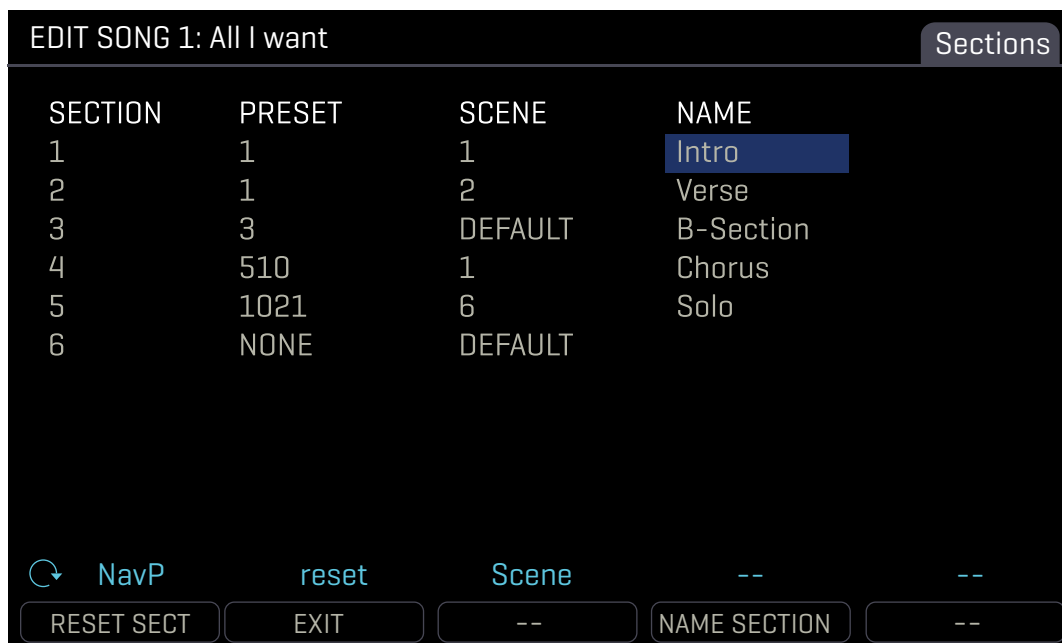 EDIT SONG 1: All I want
Sections
SECTION PRESET SCENE NAME
1 1 1 Intro
2 1 2 Verse
3 3 DEFAULT B-Section
4 510 1 Chorus
5 1021 6 Solo
6 NONE DEFAULT
NavP reset Scene -- --
RESET SECT EXIT -- NAME SECTION --